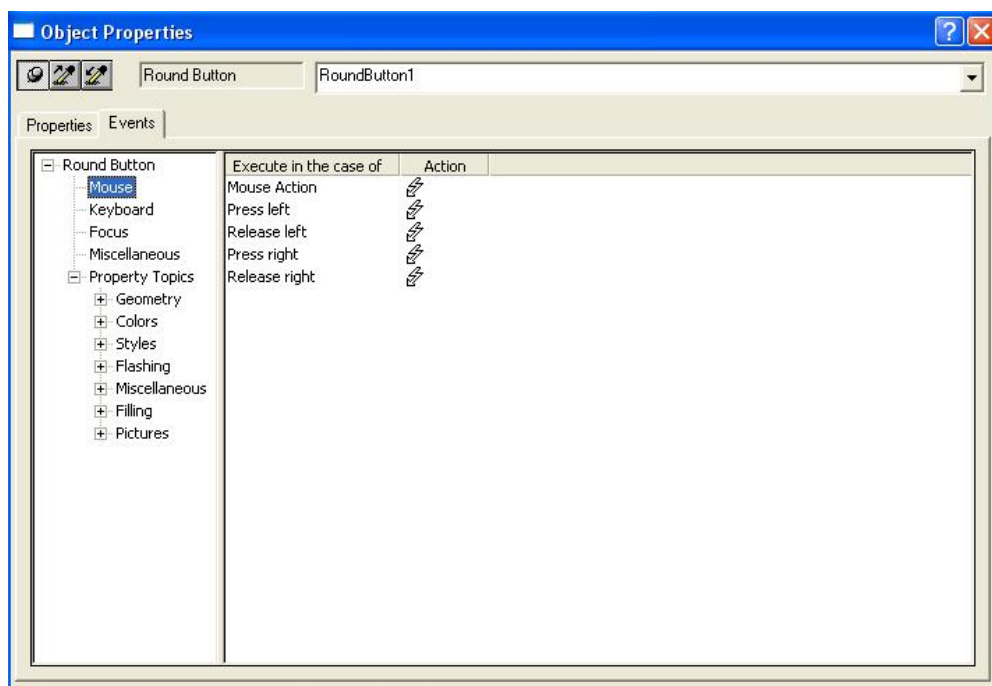 Object Properties
Round Button RoundButton1
Properties Events
Round Button
Mouse
Keyboard
Focus
Miscellaneous
Property Topics
Geometry
Colors
Styles
Flashing
Miscellaneous
Filling
Pictures
Execute in the case of Action
Mouse Action
Press left
Release left
Press right
Release right